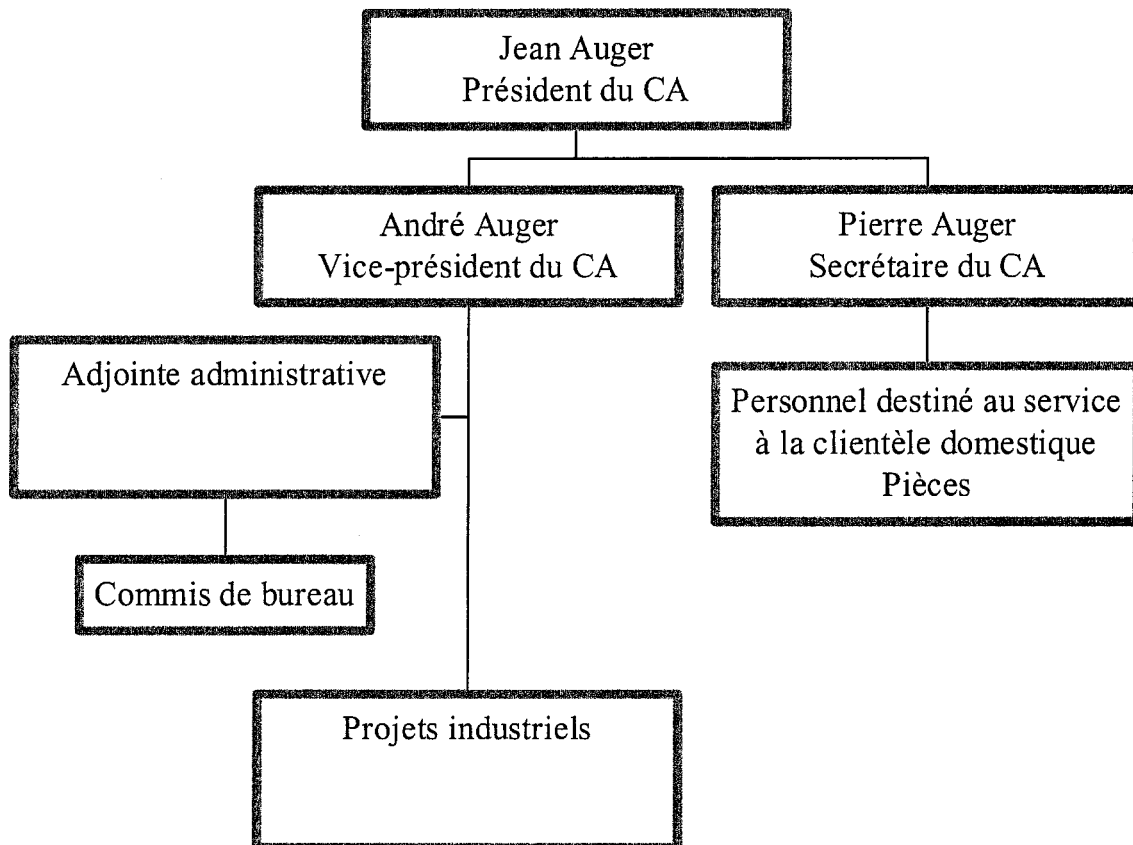 Jean Auger
Président du CA
André Auger
Vice-président du CA
Pierre Auger
Secrétaire du CA
Adjointe administrative
Personnel destiné au service
à la clientèle domestique
Pièces
Commis de bureau
Projets industriels